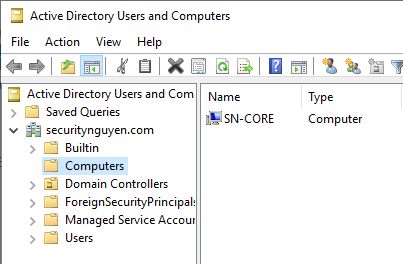 Active Directory Users and Computers
File Action View Help
Active Directory Users and Com
Name Type
Saved Queries
SN-CORE Computer
securitynguyen.com
Builtin
Computers
Domain Controllers
ForeignSecurityPrincipals
Managed Service Accour
Users